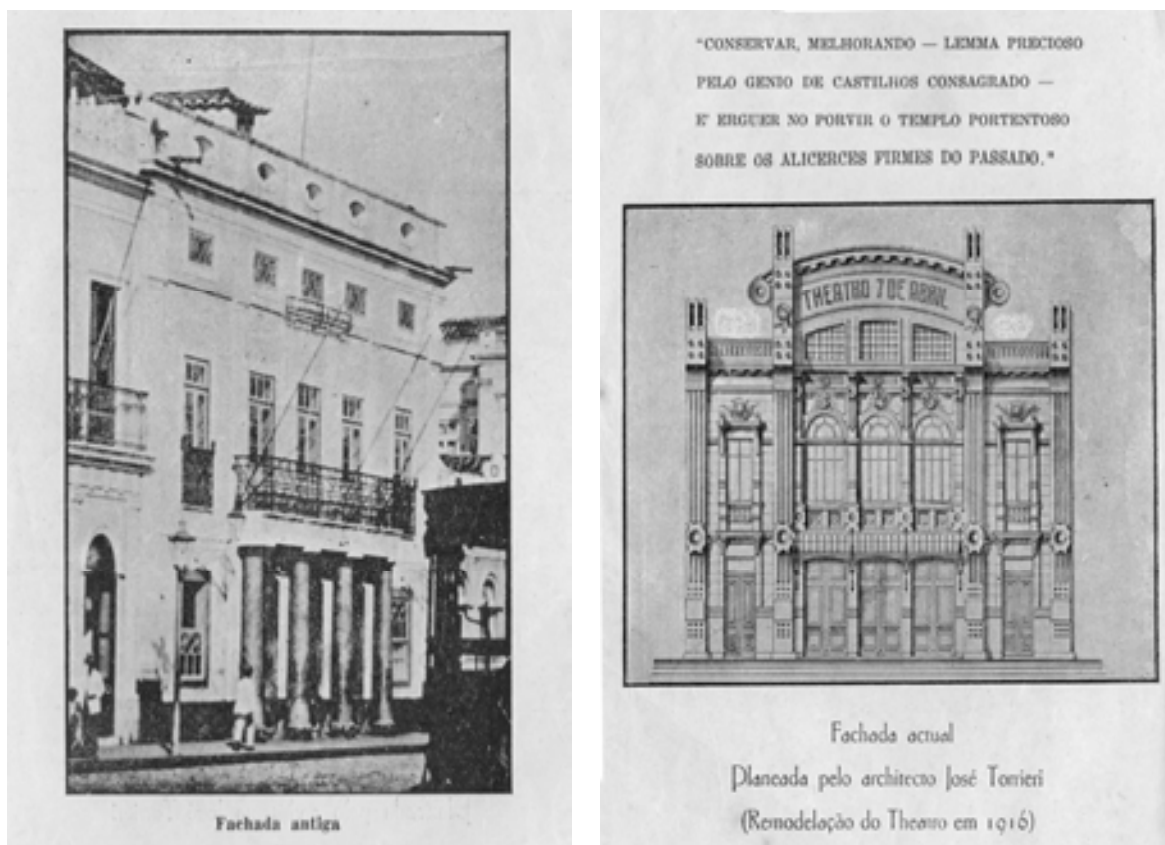 Fachada antiga
"CONSERVAR, MELHORANDO — LEMMA PRECIOSO
PELO GENIO DE CASTILHOS CONSAGRADO —
E' ERGUER NO PORVIR O TEMPLO PORTENTOSO
SOBRE OS ALICERCES FIRMES DO PASSADO."
THEATRO 7 DE ABRIL
Fachada actual
Planeada pelo architecto José Torrieri
(Remodelação do Theatro em 1916)